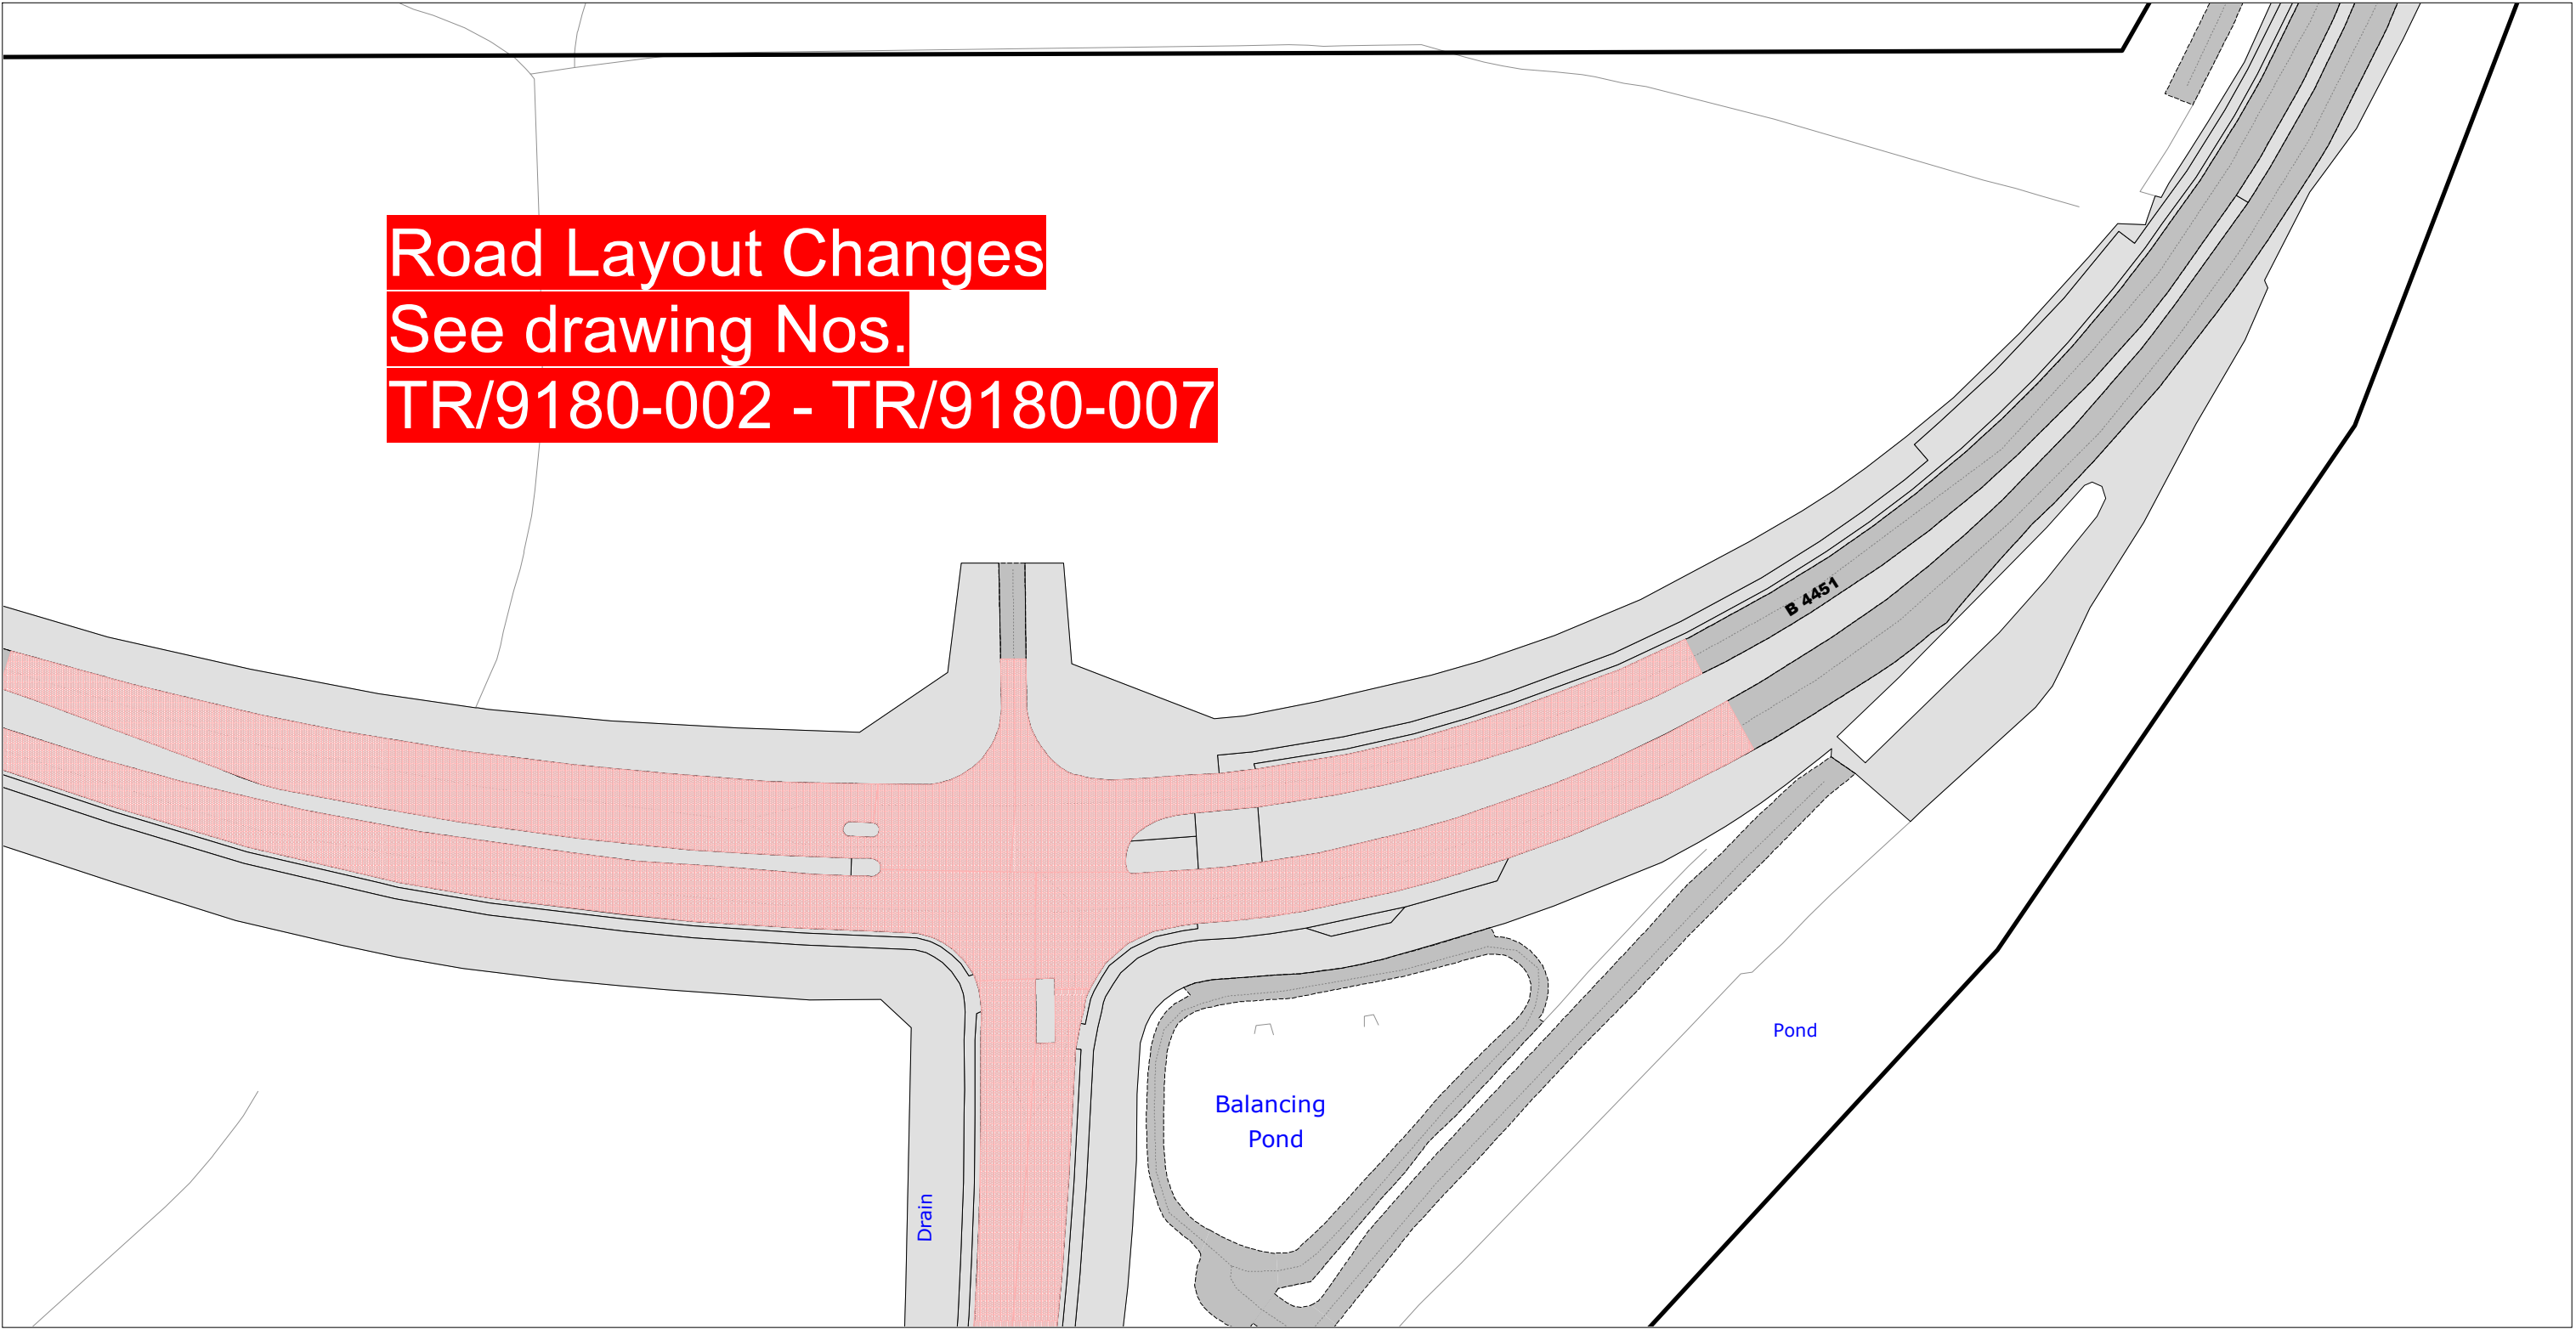 Road Layout Changes
See drawing Nos.
TR/9180-002 - TR/9180-007
B 4451
Pond
Balancing
Pond
Drain